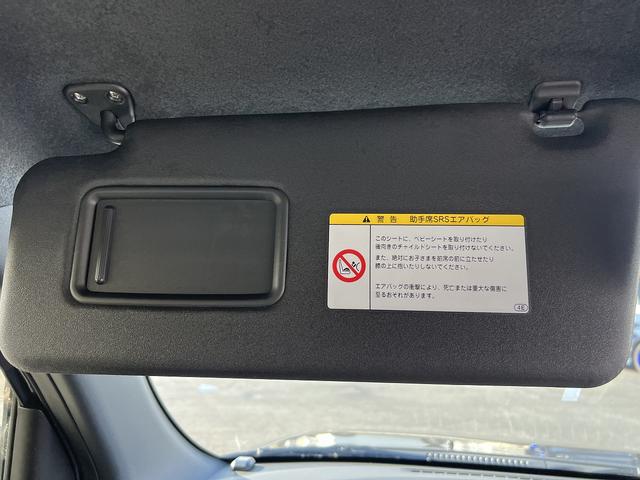 ⚠ 警告 助手席SRSエアバッグ
このシートに、ベビーシートを取り付けたり
後向きのチャイルドシートを取り付けないでください。
また、絶対にお子さまを前席の前に立たせたり
膝の上に抱いたりしないでください。
エアバッグの衝撃により、死亡または重大な傷害に
至るおそれがあります。
4E